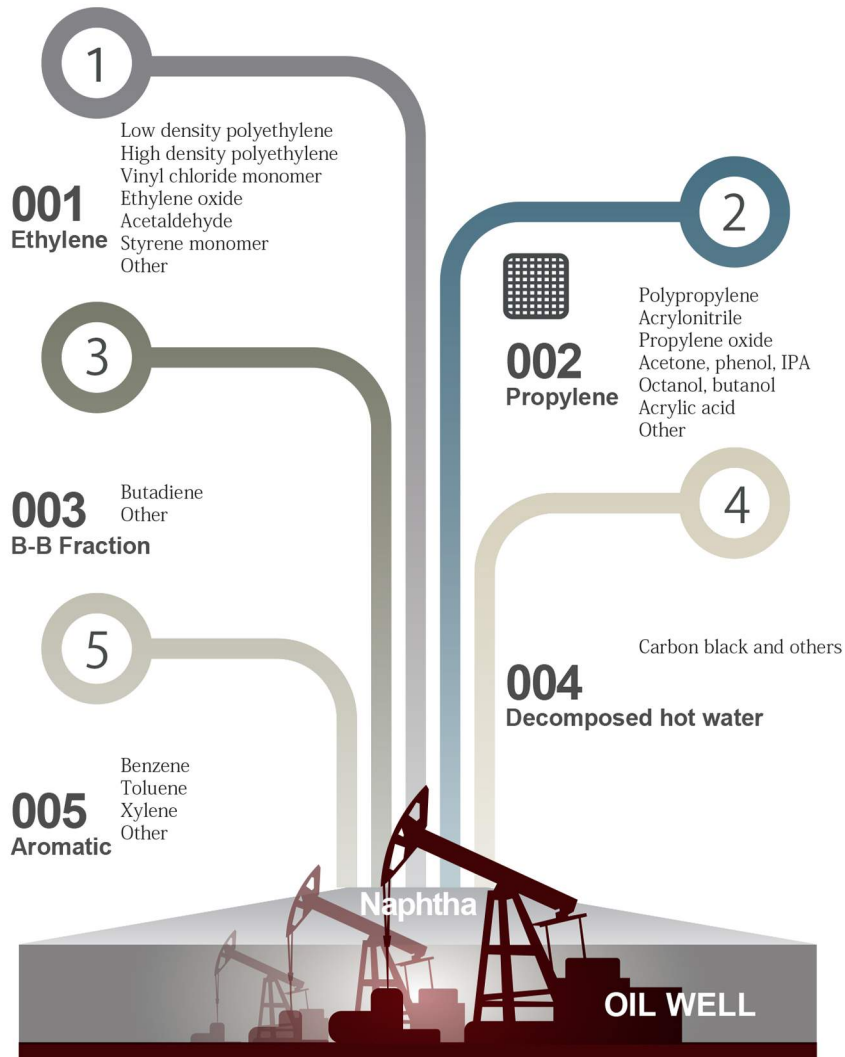 1
Low density polyethylene
High density polyethylene
Vinyl chloride monomer
Ethylene oxide
Acetaldehyde
Styrene monomer
Other
001
Ethylene
2
Polypropylene
Acrylonitrile
Propylene oxide
Acetone, phenol, IPA
Octanol, butanol
Acrylic acid
Other
002
Propylene
3
Butadiene
Other
003
B-B Fraction
4
Carbon black and others
004
Decomposed hot water
5
Benzene
Toluene
Xylene
Other
005
Aromatic
Naphtha
OIL WELL